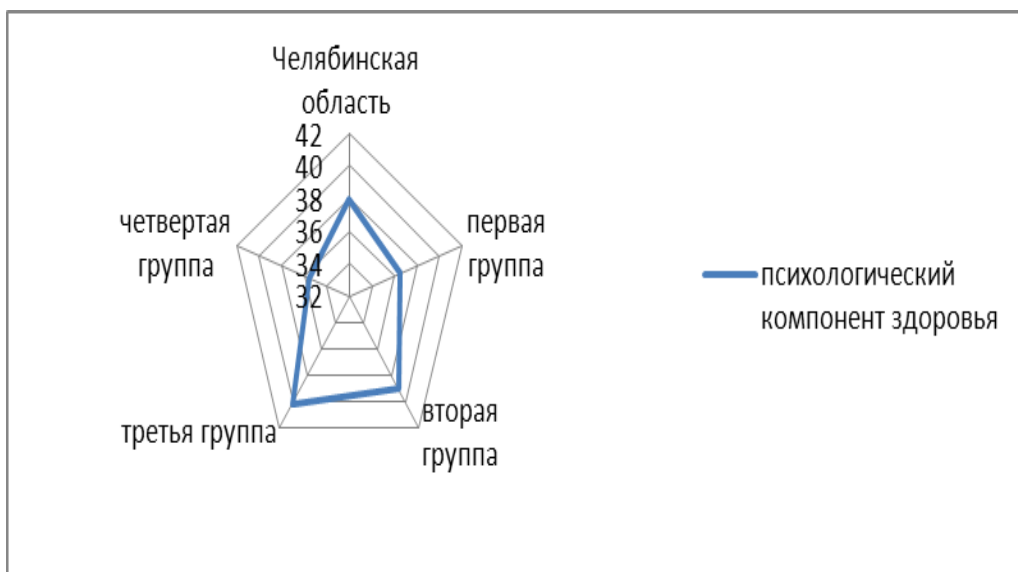 Челябинская
область
42
40
38
36
34
32
первая
группа
вторая
группа
третья группа
четвертая
группа
психологический
компонент здоровья